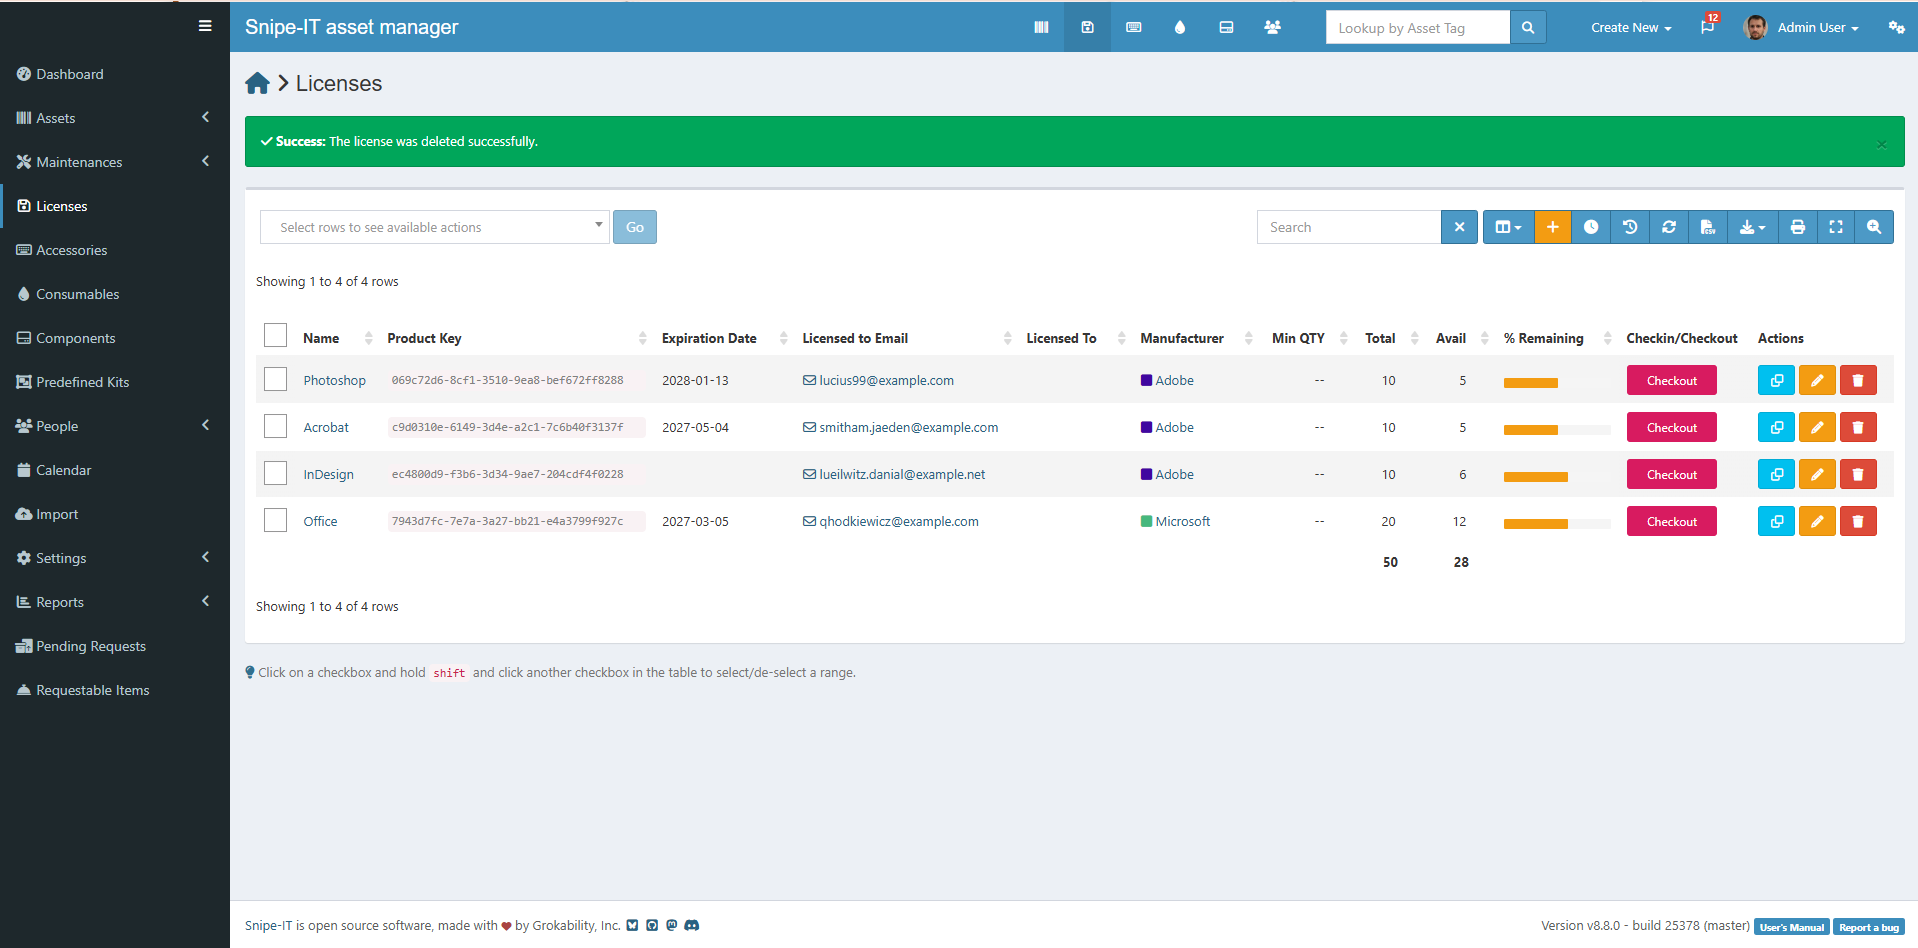 Snipe-IT asset manager
Lookup by Asset Tag
Create New
12
Admin User
Dashboard
Assets
Maintenances
Licenses
Accessories
Consumables
Components
Predefined Kits
People
Calendar
Import
Settings
Reports
Pending Requests
Requestable Items
Licenses
Success: The license was deleted successfully.
×
Select rows to see available actions
Go
Search
CSV
Showing 1 to 4 of 4 rows
Name Product Key Expiration Date Licensed to Email Licensed To Manufacturer Min QTY Total Avail % Remaining Checkin/Checkout Actions
Photoshop 069c72d6-8cf1-3510-9ea8-bef672ff8288 2028-01-13 lucius99@example.com Adobe -- 10 5 Checkout
Acrobat c9d0310e-6149-3d4e-a2c1-7c6b40f3137f 2027-05-04 smitham.jaeden@example.com Adobe -- 10 5 Checkout
InDesign ec4800d9-f3b6-3d34-9ae7-204cdf4f0228 lueilwitz.danial@example.net Adobe -- 10 6 Checkout
Office 7943d7fc-7e7a-3a27-bb21-e4a3799f927c 2027-03-05 qhodkiewicz@example.com Microsoft -- 20 12 Checkout
50 28
Showing 1 to 4 of 4 rows
Click on a checkbox and hold shift and click another checkbox in the table to select/de-select a range.
Snipe-IT is open source software, made with ♥ by Grokability, Inc.
Version v8.8.0 - build 25378 (master) User's Manual Report a bug